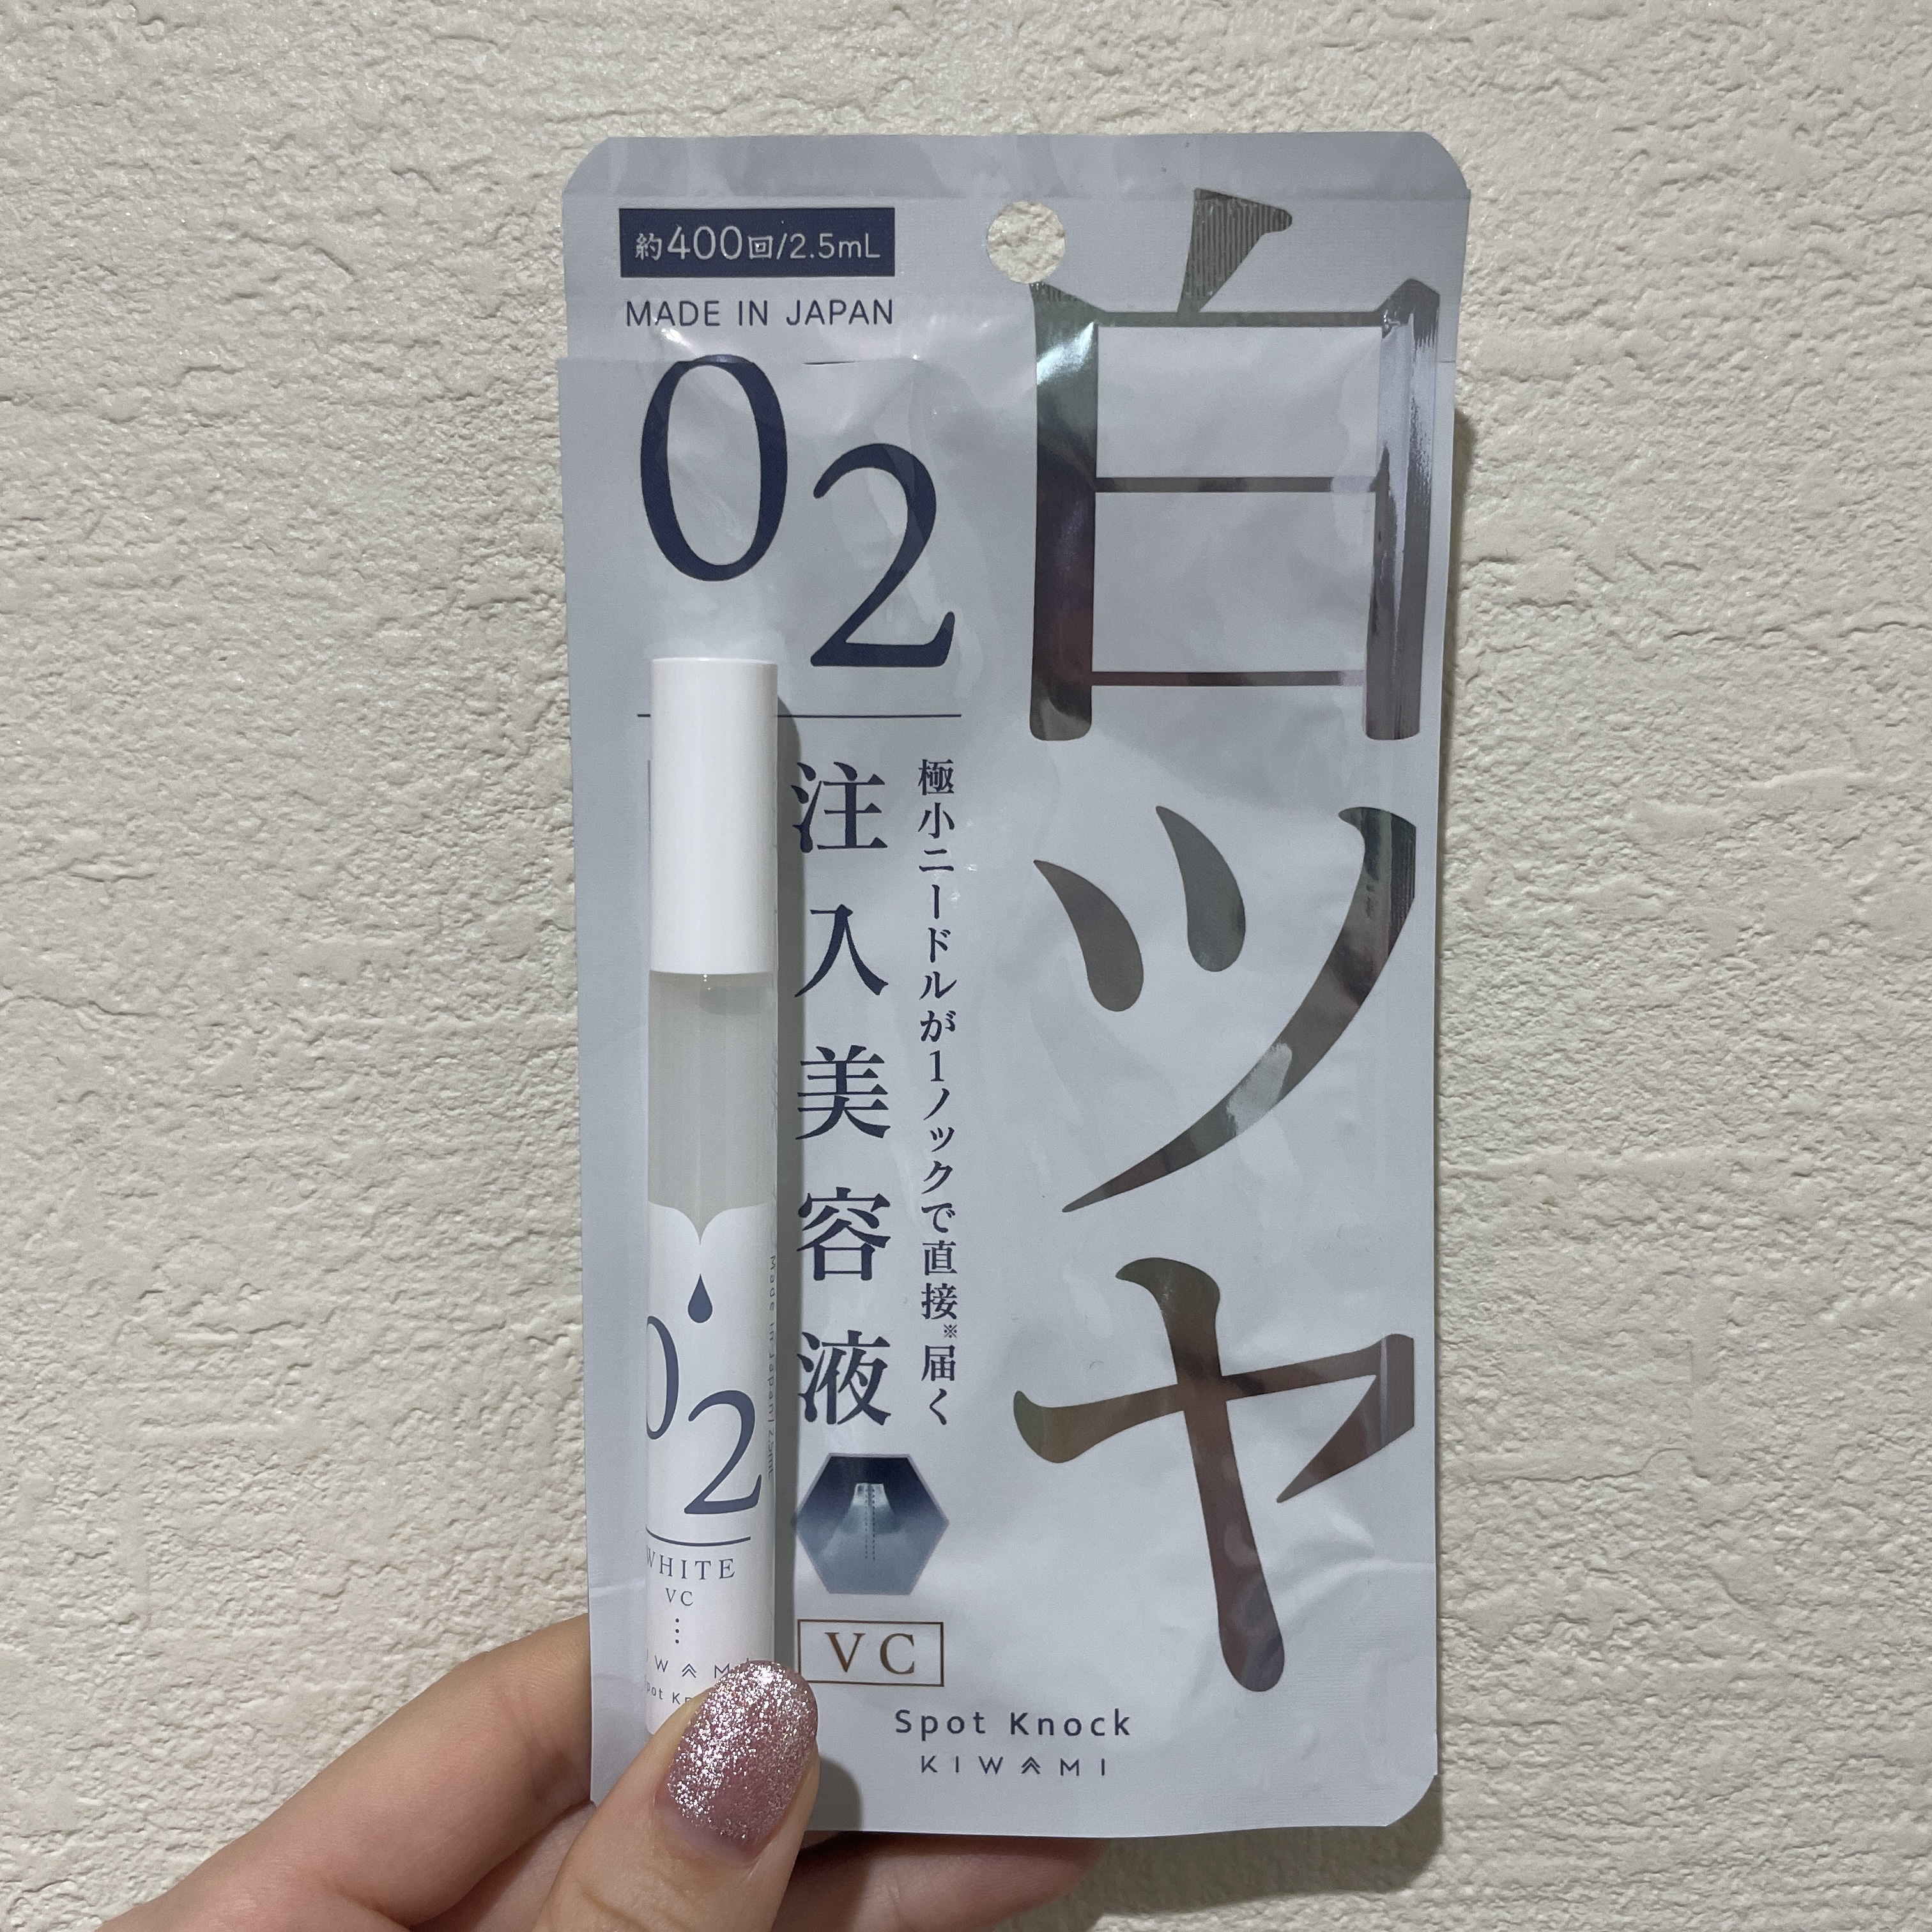 約400回/2.5mL
MADE IN JAPAN
02
白ツヤ
極小ニードルが1ノックで直接※届く
注入美容液
VC
Spot Knock
KIWAMI
02
WHITE
VC
Made in Japan/2.5mL